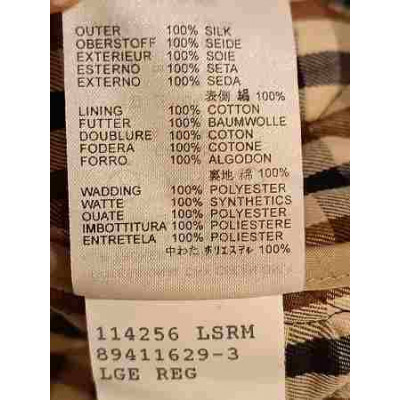 OUTER 100% SILK
OBERSTOFF 100% SEIDE
EXTERIEUR 100% SOIE
ESTERNO 100% SETA
EXTERNO 100% SEDA
表側 絹 100%
LINING 100% COTTON
FUTTER 100% BAUMWOLLE
DOUBLURE 100% COTON
FODERA 100% COTONE
FORRO 100% ALGODON
裏地 綿 100%
WADDING 100% POLYESTER
WATTE 100% SYNTHETICS
OUATE 100% POLYESTER
IMBOTTITURA 100% POLIESTERE
ENTRETELA 100% POLIESTER
中わた ポリエステル 100%
114256 LSRM
89411629-3
LGE REG